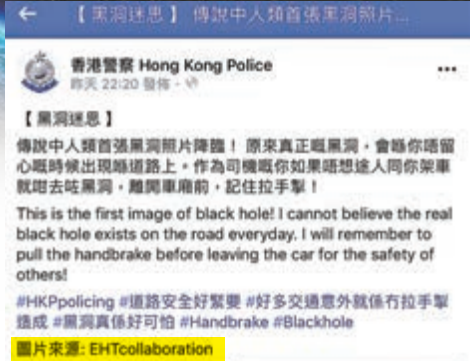 【黑洞迷思】 傳說中人類首張黑洞照片...
香港警察 Hong Kong Police
昨天 22:20 發佈 ·
【黑洞迷思】
傳說中人類首張黑洞照片降臨！ 原來真正嘅黑洞，會喺你唔留
心嘅時候出現喺道路上。作為司機嘅你如果唔想途人同你架車
就咁去咗黑洞，離開車廂前，記住拉手掣！
This is the first image of black hole! I cannot believe the real
black hole exists on the road everyday. I will remember to
pull the handbrake before leaving the car for the safety of
others!
#HKPpolicing #道路安全好緊要 #好多交通意外就係冇拉手掣
造成 #黑洞真係好可怕 #Handbrake #Blackhole
圖片來源: EHTcollaboration